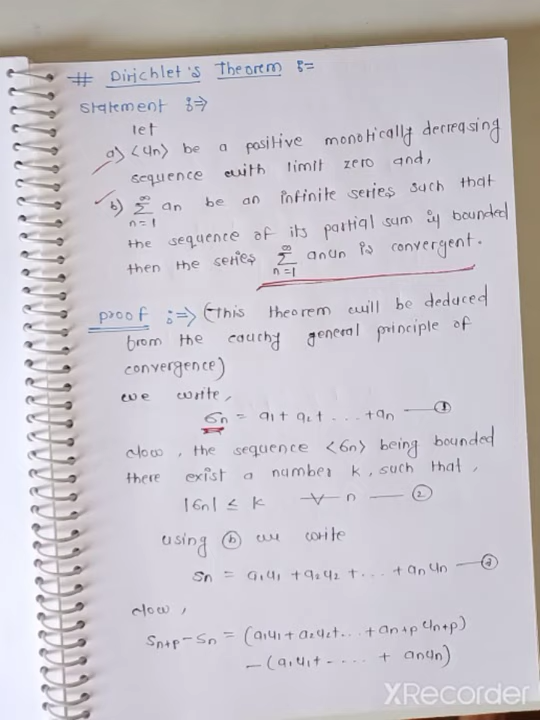 # Dirichlet's Theorem :=
Statement :⇒
let
a) <un> be a positive monotically decreasing
sequence with limit zero and,
b) ∞∑n=1 an be an infinite series such that
the sequence of its partial sum is bounded
then the series ∞∑n=1 anun is convergent.
proof :⇒ (this theorem will be deduced
from the cauchy general principle of
convergence)
we write,
σn = a1 + a2 + . . . . + an — ①
Now, the sequence <σn> being bounded
there exist a number k, such that,
|σn| ≤ k ∀ n — ②
using ⓑ we write
Sn = a1u1 + a2u2 + . . . + anun — ③
Now,
Sn+p - Sn = (a1u1 + a2u2 + . . . + an+p un+p)
- (a1u1 + - . . . + anun)
XRecorder